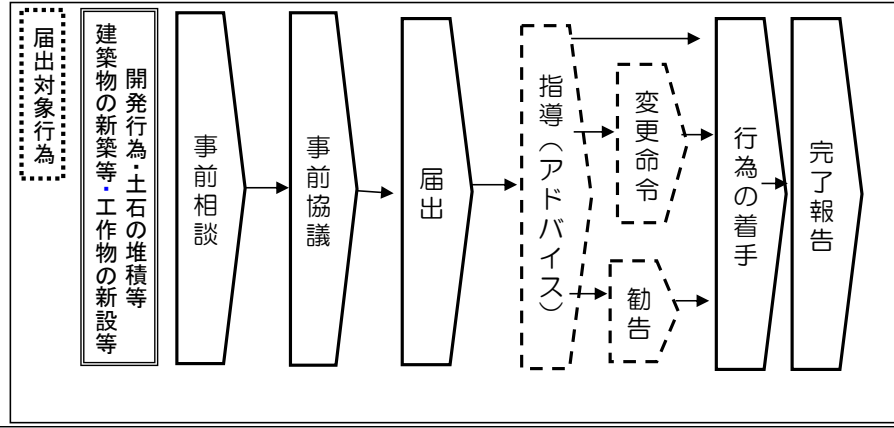 届出対象行為
開発行為・土石の堆積等
建築物の新築等・工作物の新設等
事前相談
事前協議
届出
指導（アドバイス）
変更命令
勧告
行為の着手
完了報告